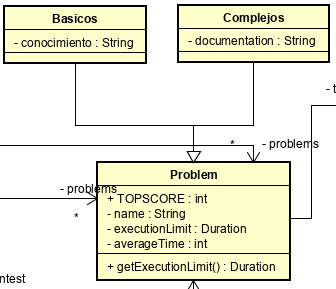 Basicos
- conocimiento : String
Complejos
- documentation : String
- t
* - problems
- problems
*
Problem
+ TOPSCORE : int
- name : String
- executionLimit : Duration
- averageTime : int
+ getExecutionLimit() : Duration
ntest